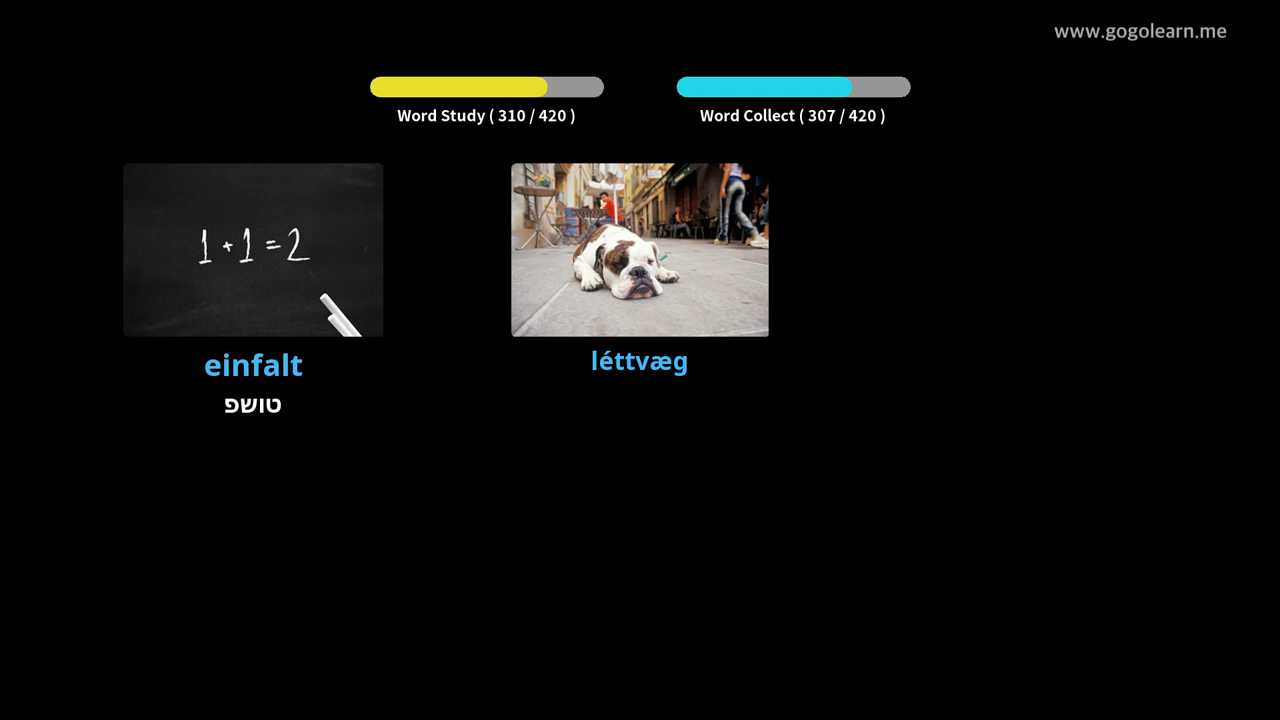 www.gogolearn.me
Word Study ( 310 / 420 )
Word Collect ( 307 / 420 )
1 + 1 = 2
einfalt
טושפ
léttvæg